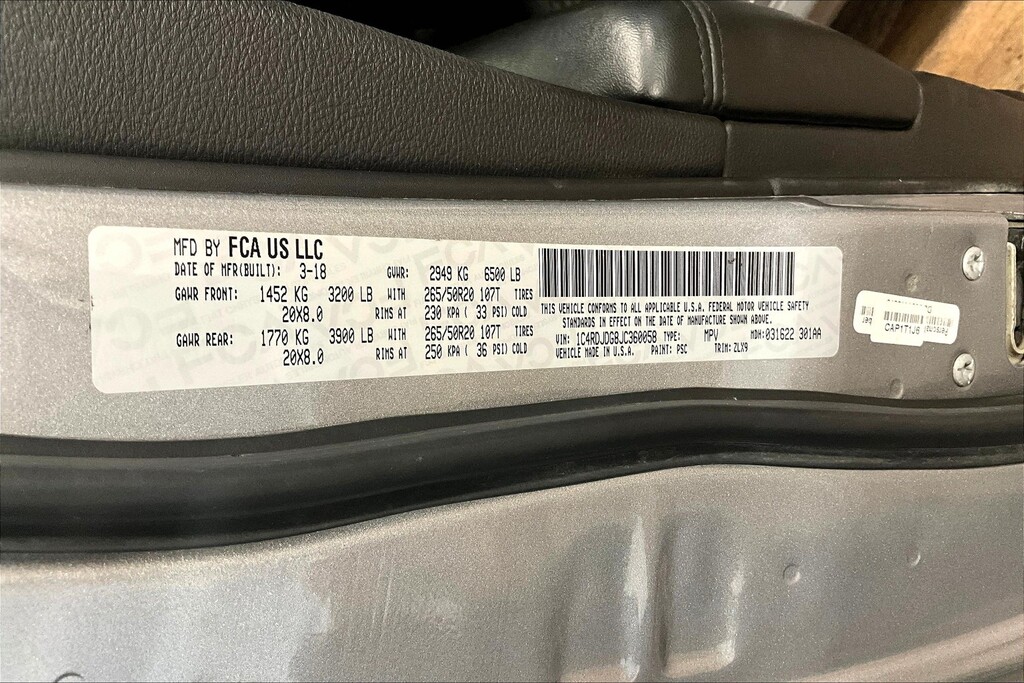 MFD BY FCA US LLC
DATE OF MFR(BUILT): 3-18 GVWR: 2949 KG 6500 LB
GAWR FRONT: 1452 KG 3200 LB WITH 265/50R20 107T TIRES
20X8.0 RIMS AT 230 KPA ( 33 PSI) COLD
GAWR REAR: 1770 KG 3900 LB WITH 265/50R20 107T TIRES
20X8.0 RIMS AT 250 KPA ( 36 PSI) COLD
THIS VEHICLE CONFORMS TO ALL APPLICABLE U.S.A. FEDERAL MOTOR VEHICLE SAFETY
STANDARDS IN EFFECT ON THE DATE OF MANUFACTURE SHOWN ABOVE.
VIN: 1C4RDJDG8JC360058 TYPE: MPV MDH:031622 301AA
VEHICLE MADE IN U.S.A. PAINT: PSC TRIM: ZLX9
CAP1T1J6